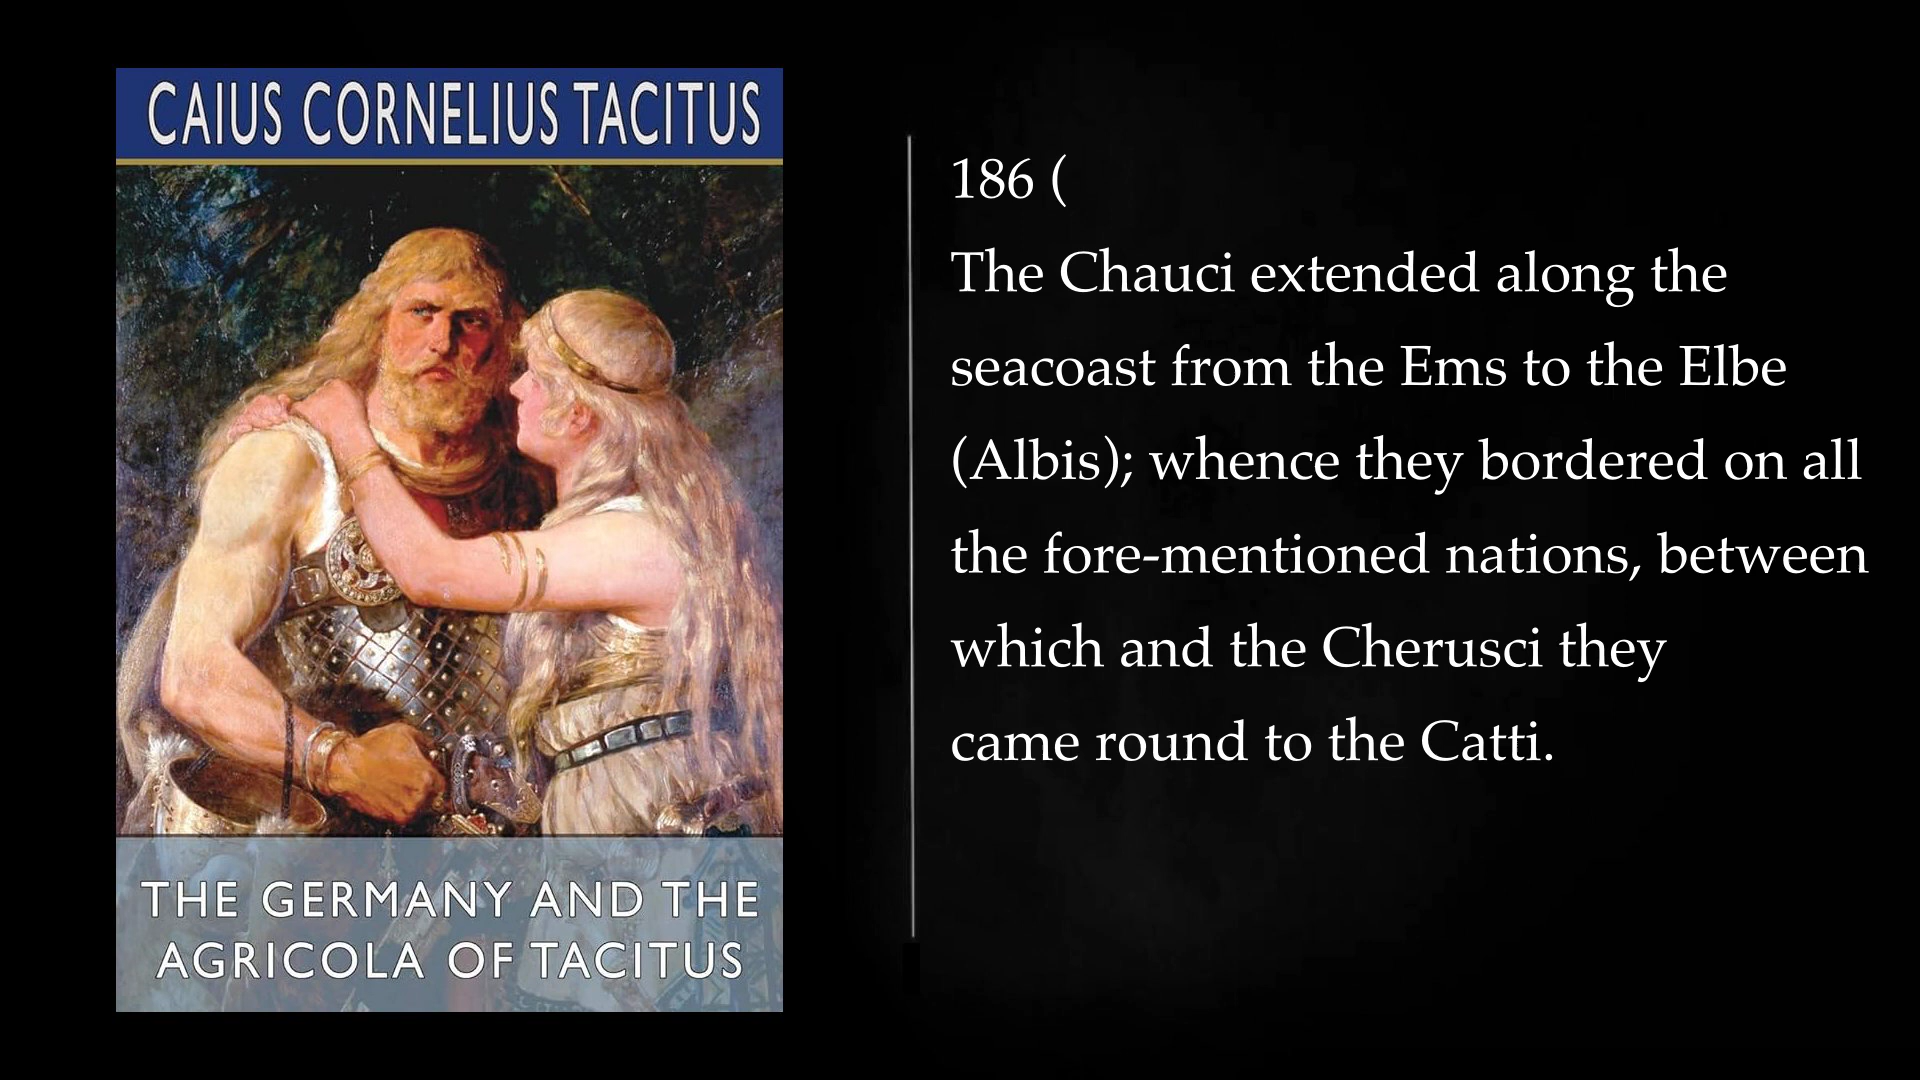 CAIUS CORNELIUS TACITUS
THE GERMANY AND THE
AGRICOLA OF TACITUS
186 (
The Chauci extended along the
seacoast from the Ems to the Elbe
(Albis); whence they bordered on all
the fore-mentioned nations, between
which and the Cherusci they
came round to the Catti.